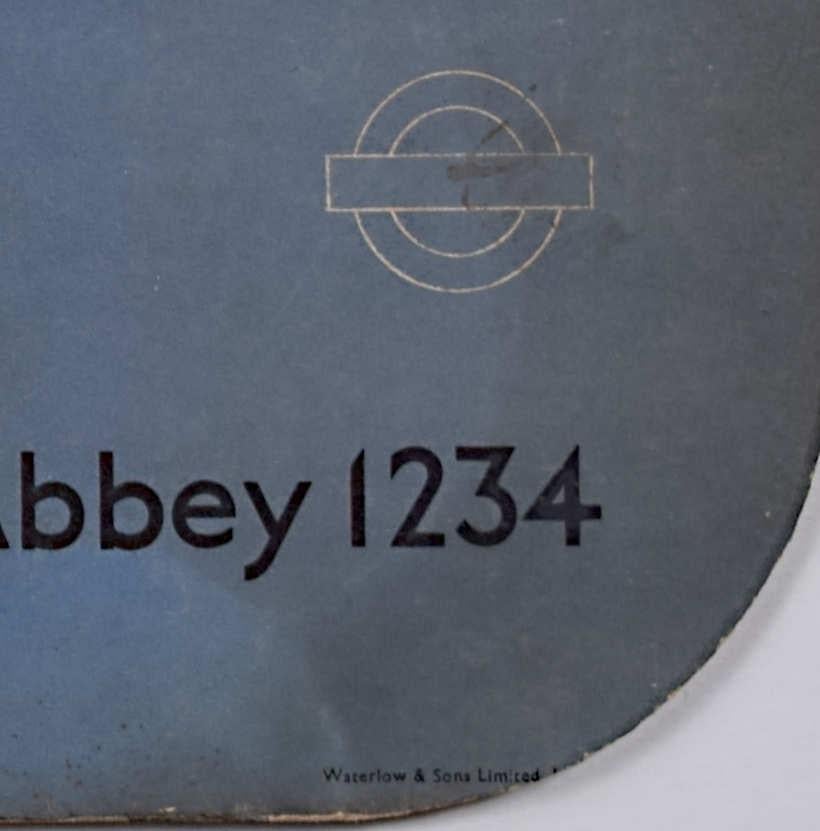 Abbey 1234
Waterlow & Sons Limited